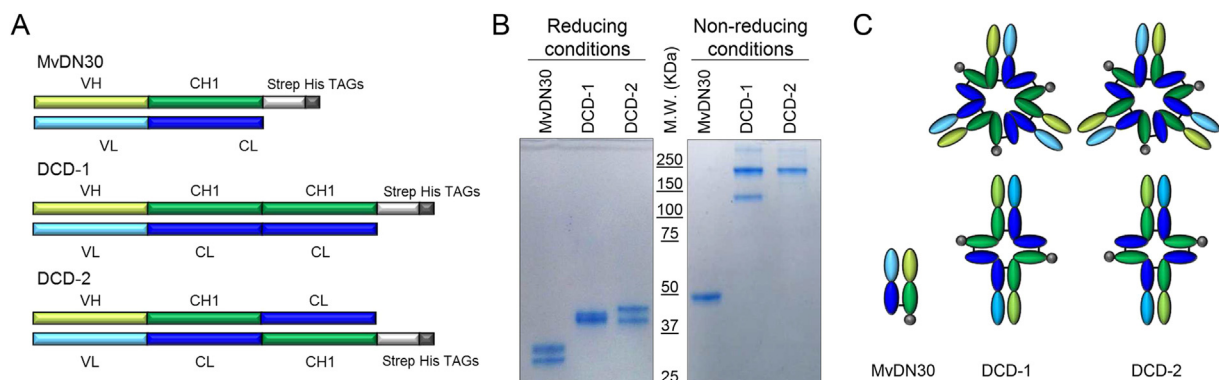 A
MvDN30
VH CH1 Strep His TAGs
VL CL
DCD-1
VH CH1 CH1 Strep His TAGs
VL CL CL
DCD-2
VH CH1 CL
VL CL CH1 Strep His TAGs
B
Reducing
conditions
Non-reducing
conditions
MvDN30
DCD-1
DCD-2
M.W. (KDa)
MvDN30
DCD-1
DCD-2
250
150
100
75
50
37
25
C
MvDN30 DCD-1 DCD-2